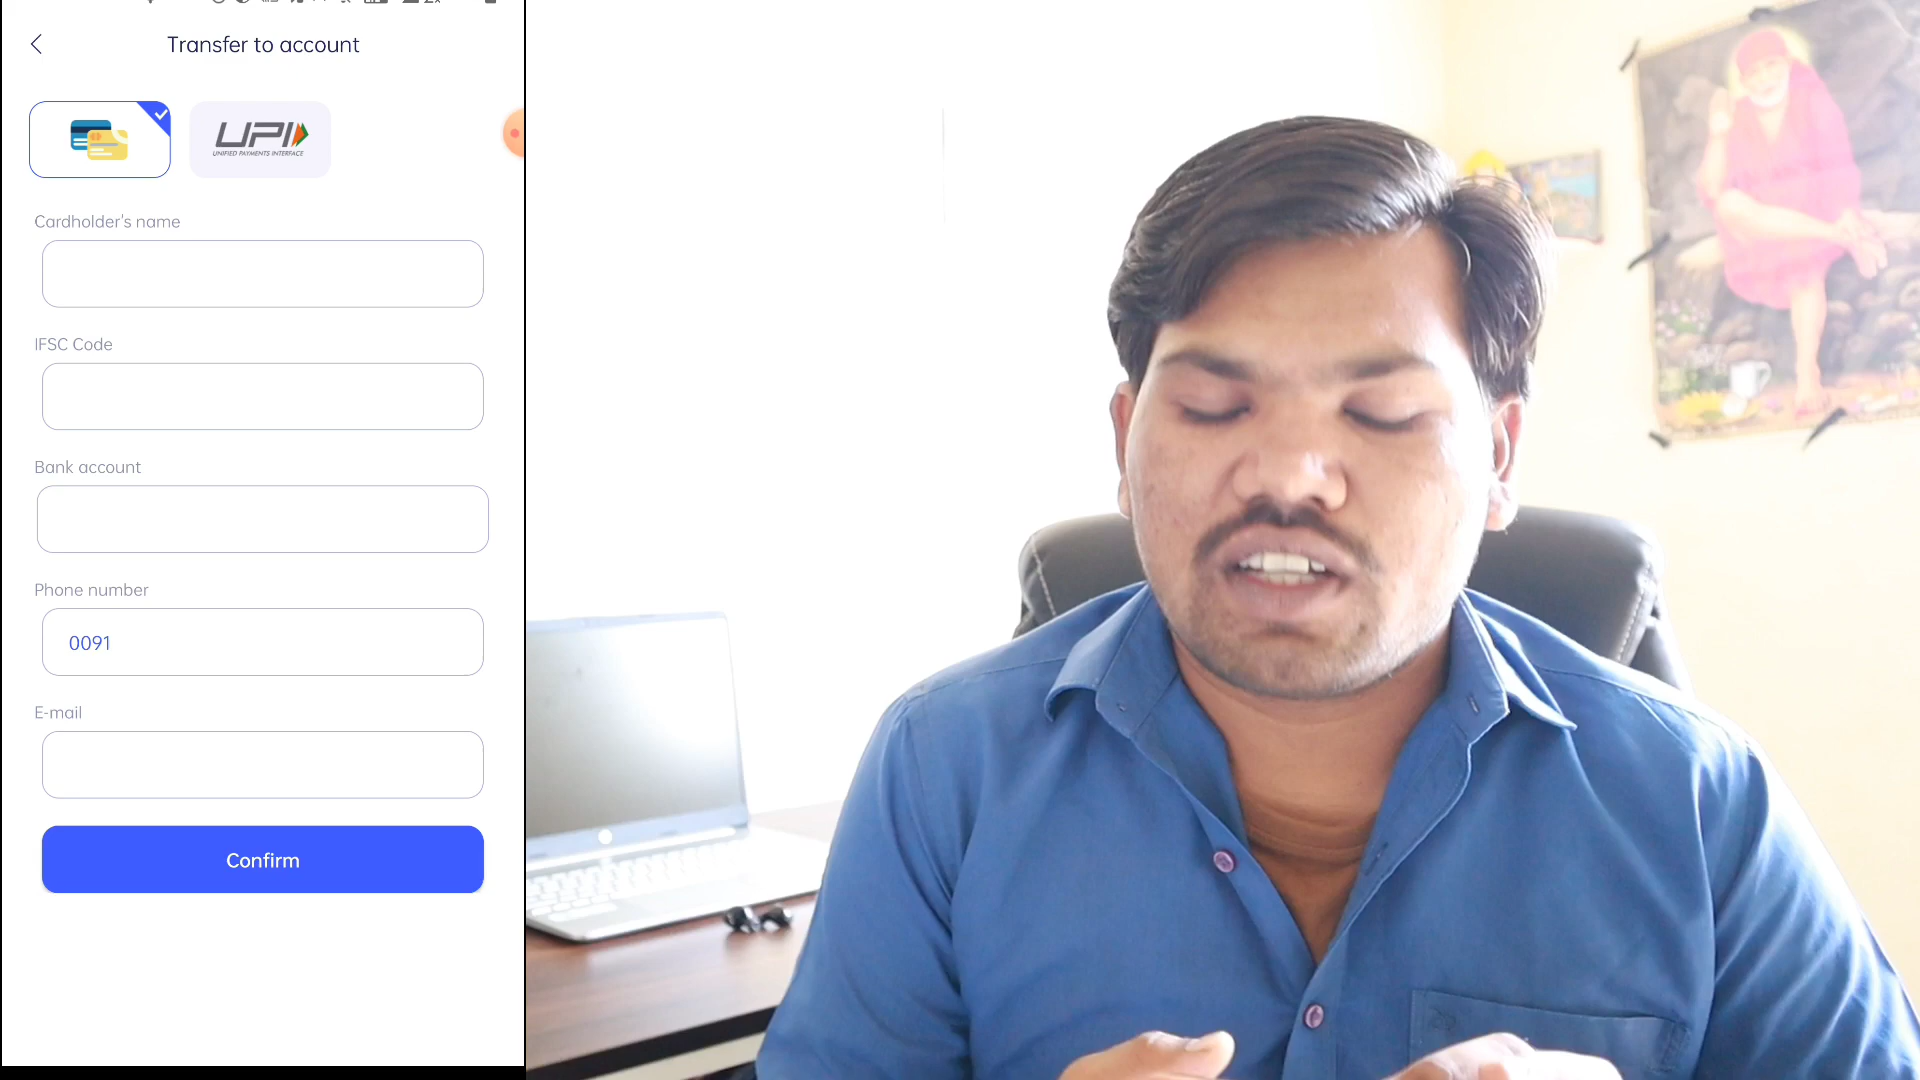 Transfer to account
UPI
UNIFIED PAYMENTS INTERFACE
Cardholder's name
IFSC Code
Bank account
Phone number
0091
E-mail
Confirm